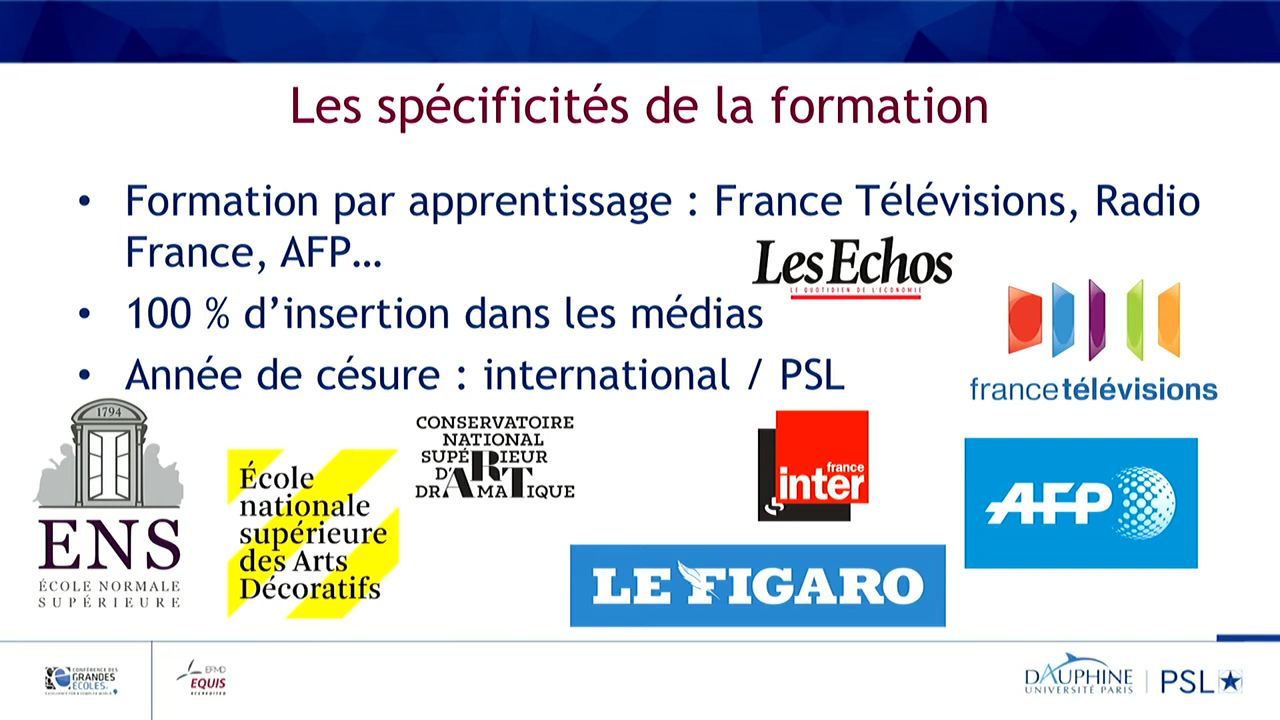 Les spécificités de la formation
• Formation par apprentissage : France Télévisions, Radio
France, AFP…
• 100 % d’insertion dans les médias
• Année de césure : international / PSL
Les Echos
LE QUOTIDIEN DE L'ÉCONOMIE
francetélévisions
1794
ENS
ÉCOLE NORMALE
SUPÉRIEURE
École
nationale
supérieure
des Arts
Décoratifs
CONSERVATOIRE
NATIONAL
SUPÉRIEUR
D'ART
DRAMATIQUE
france
inter
AFP
LE FIGARO
CONFÉRENCE DES
GRANDES
ÉCOLES
EFMD
EQUIS
ACCREDITED
DAUPHINE
UNIVERSITÉ PARIS
PSL